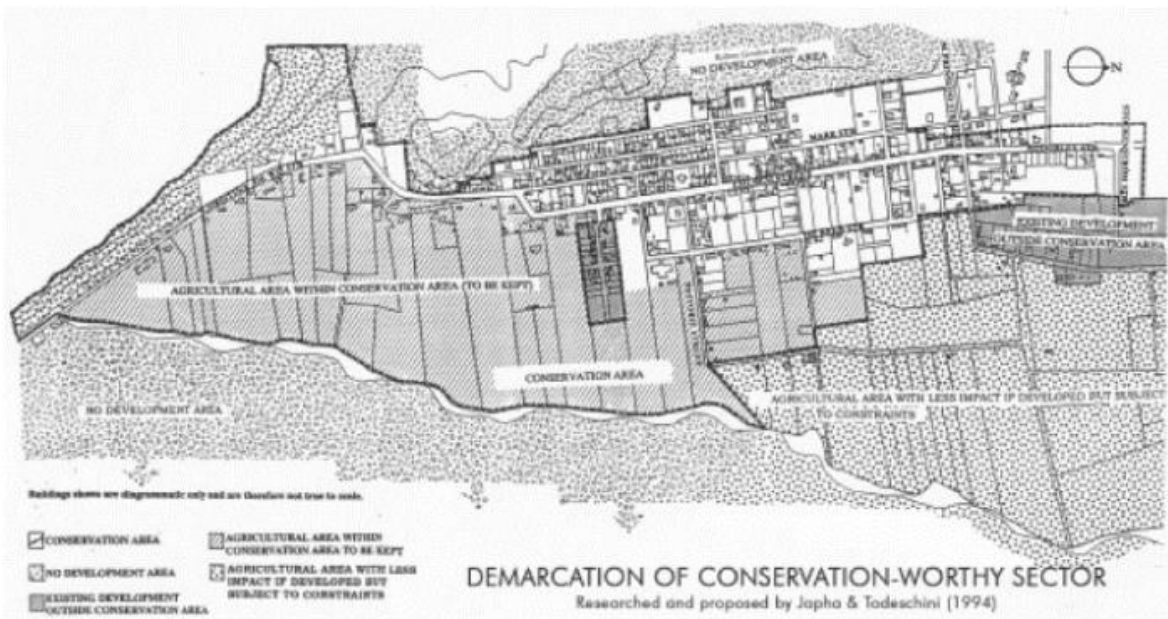 NO DEVELOPMENT AREA
N
MARK STR
EXISTING DEVELOPMENT
OUTSIDE CONSERVATION AREA
AGRICULTURAL AREA WITHIN CONSERVATION AREA (TO BE KEPT)
CONSERVATION AREA
NO DEVELOPMENT AREA
AGRICULTURAL AREA WITH LESS IMPACT IF DEVELOPED BUT SUBJECT
TO CONSTRAINTS
Buildings shown are diagrammatic only and are therefore not true to scale.
CONSERVATION AREA
NO DEVELOPMENT AREA
EXISTING DEVELOPMENT
OUTSIDE CONSERVATION AREA
AGRICULTURAL AREA WITHIN
CONSERVATION AREA TO BE KEPT
AGRICULTURAL AREA WITH LESS
IMPACT IF DEVELOPED BUT
SUBJECT TO CONSTRAINTS
DEMARCATION OF CONSERVATION-WORTHY SECTOR
Researched and proposed by Japha & Todeschini (1994)